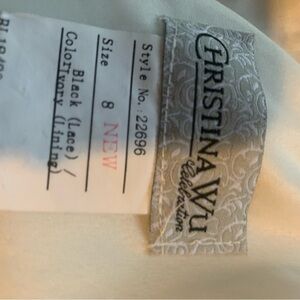 CHRISTINA WU
Celebration
Style No.: 22696
Size 8 NEW
Black (Lace) /
Color Ivory (Lining)